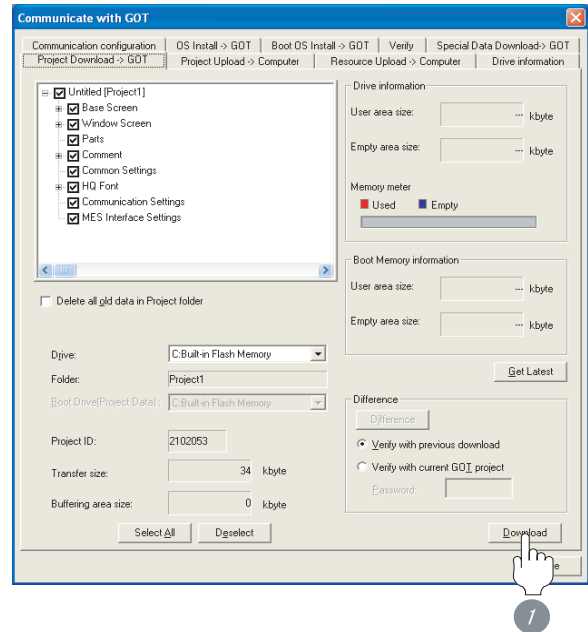 Communicate with GOT
Communication configuration OS Install -> GOT Boot OS Install -> GOT Verify Special Data Download-> GOT
Project Download -> GOT Project Upload -> Computer Resource Upload -> Computer Drive information
Untitled [Project1]
Base Screen
Window Screen
Parts
Comment
Common Settings
HQ Font
Communication Settings
MES Interface Settings
Delete all old data in Project folder
Drive: C:Built-in Flash Memory
Folder: Project1
Boot Drive(Project Data) : C:Built-in Flash Memory
Project ID: 2102053
Transfer size: 34 kbyte
Buffering area size: 0 kbyte
Select All Deselect
Drive information
User area size: --- kbyte
Empty area size: --- kbyte
Memory meter
Used Empty
Boot Memory information
User area size: --- kbyte
Empty area size: --- kbyte
Get Latest
Difference
Difference
Verify with previous download
Verify with current GOT project
Password:
Download
1